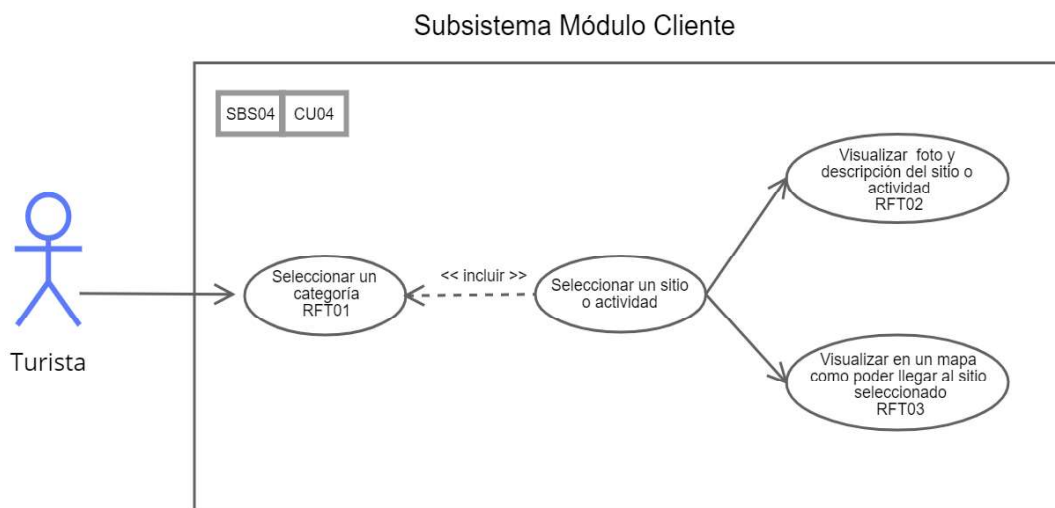 Subsistema Módulo Cliente
SBS04 CU04
Visualizar foto y
descripción del sitio o
actividad
RFT02
Seleccionar un
categoría
RFT01
<< incluir >>
Seleccionar un sitio
o actividad
Turista
Visualizar en un mapa
como poder llegar al sitio
seleccionado
RFT03